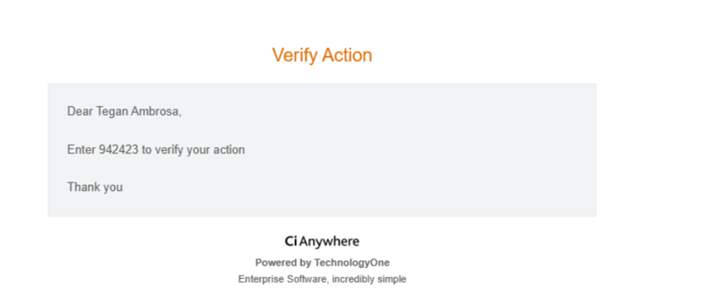 Verify Action
Dear Tegan Ambrosa,
Enter 942423 to verify your action
Thank you
Ci Anywhere
Powered by TechnologyOne
Enterprise Software, incredibly simple